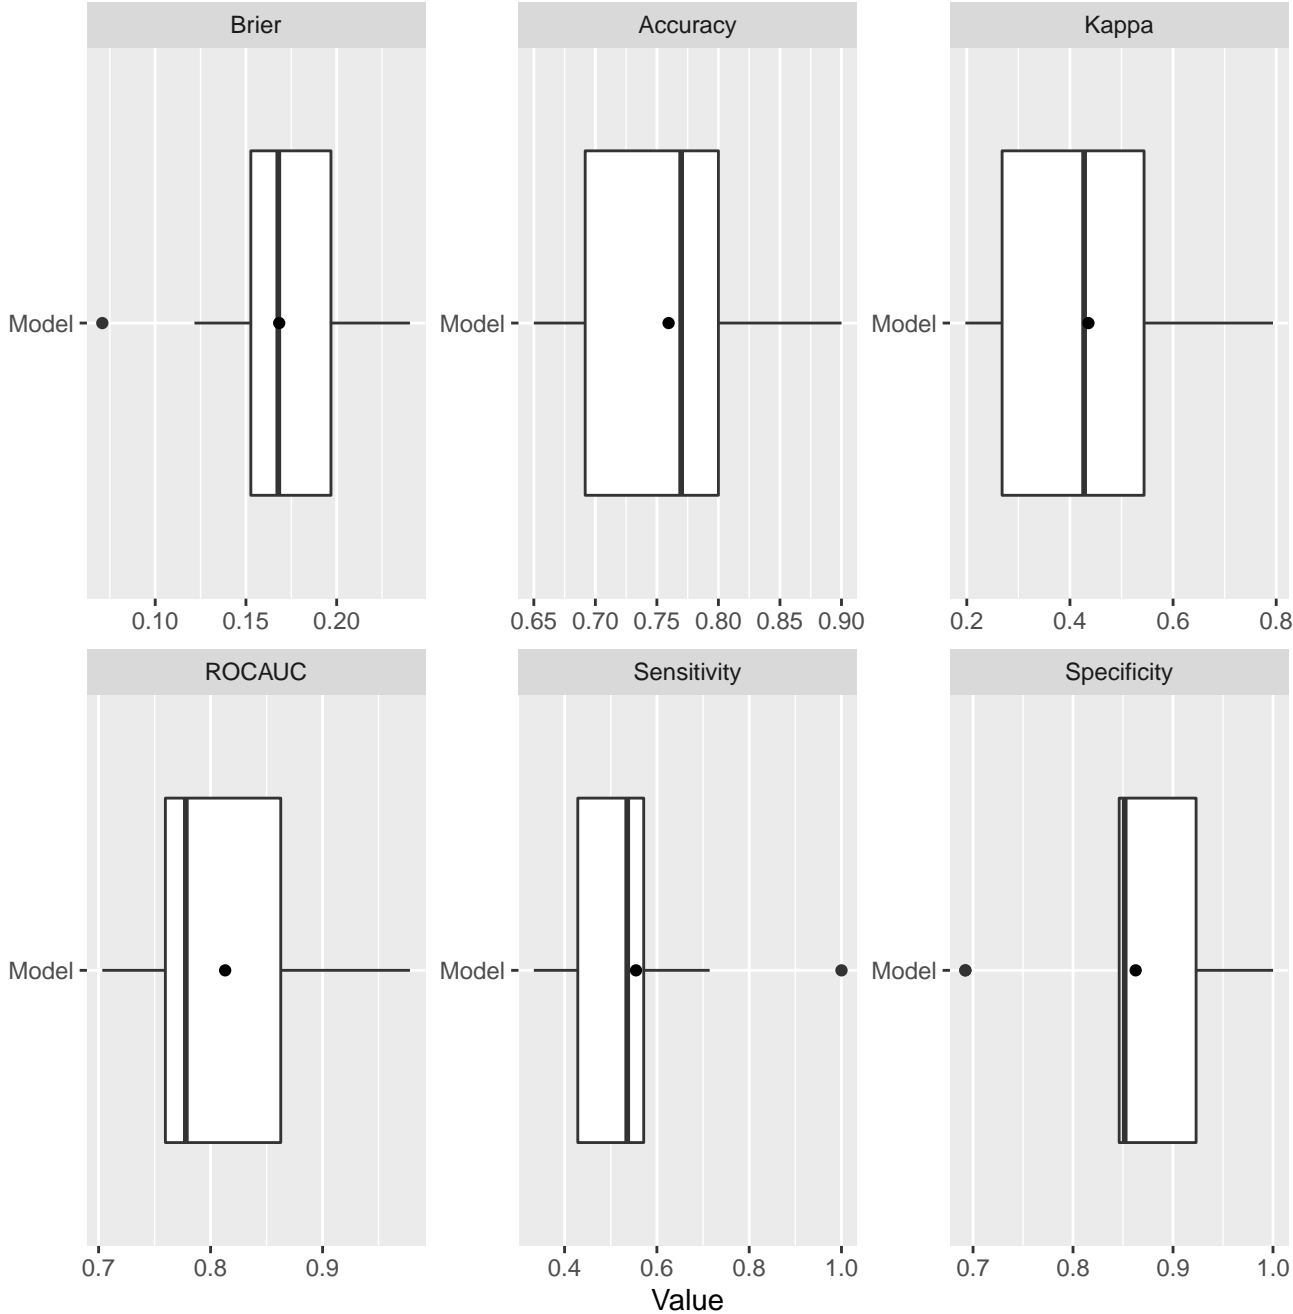 Brier Accuracy Kappa
Model Model Model
0.10 0.15 0.20 0.65 0.70 0.75 0.80 0.85 0.90 0.2 0.4 0.6 0.8
ROCAUC Sensitivity Specificity
Model Model Model
0.7 0.8 0.9 0.4 0.6 0.8 1.0 0.7 0.8 0.9 1.0
Value